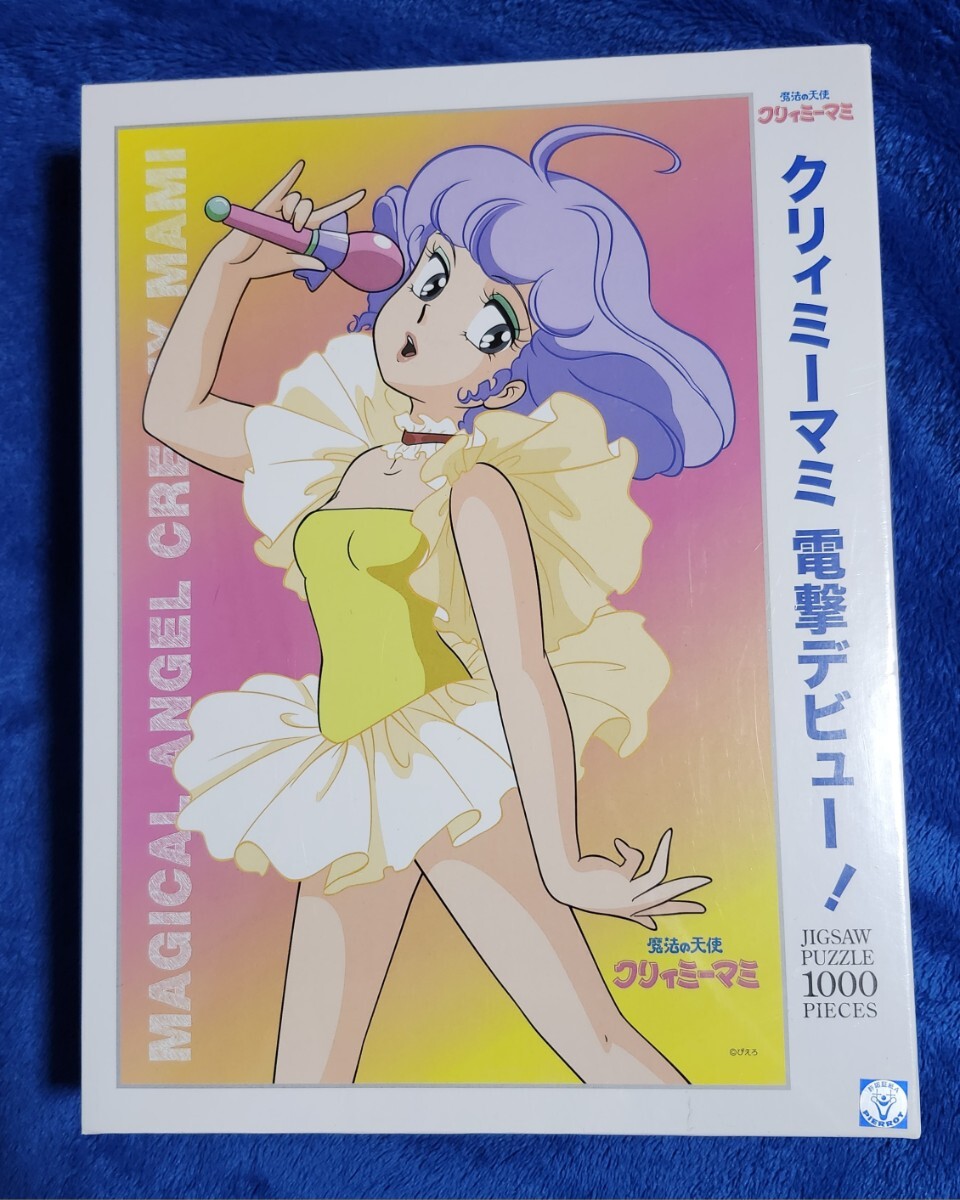 魔法の天使
クリィミーマミ
クリィミーマミ 電撃デビュー!
JIGSAW
PUZZLE
1000
PIECES
MAGICAL ANGEL CREAMY MAMI
魔法の天使
クリィミーマミ
©ぴえろ
PIERROT